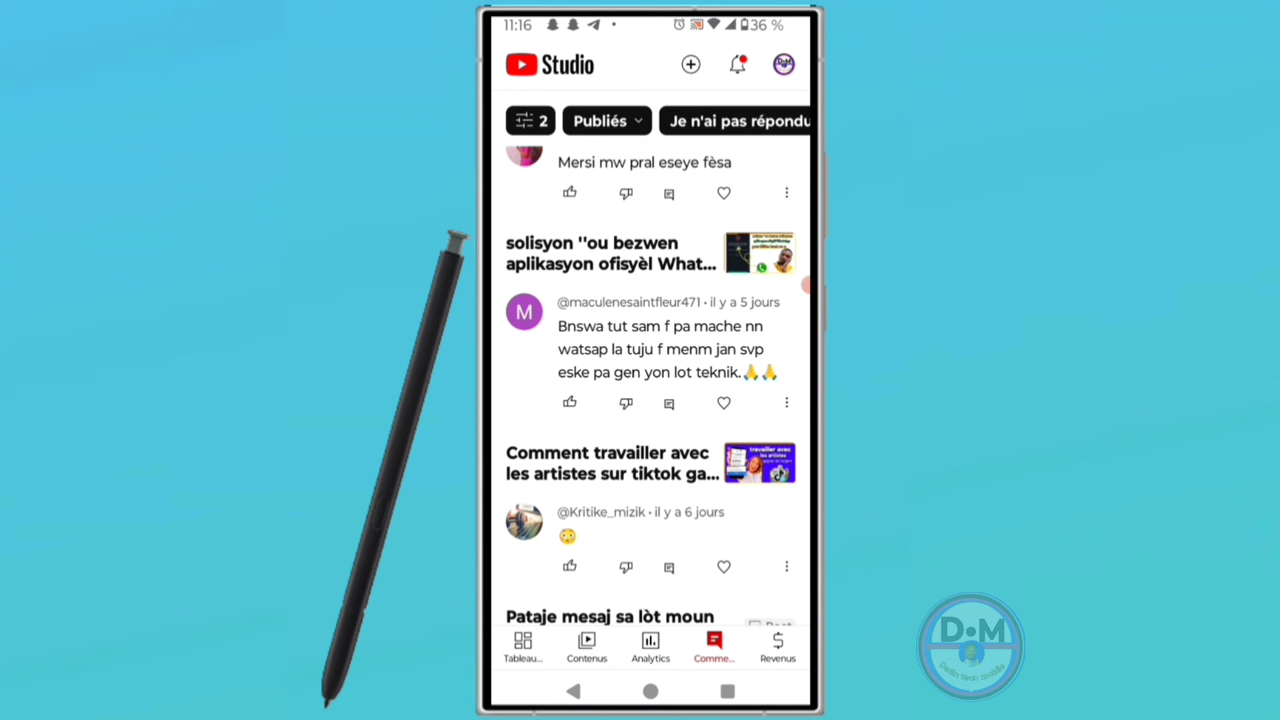 11:16
36 %
Studio
2
Publiés
Je n'ai pas répondu
Mersi mw pral eseye fèsa
solisyon ''ou bezwen
aplikasyon ofisyèl What...
M
@maculenesaintfleur471 • il y a 5 jours
Bnswa tut sam f pa mache nn
watsap la tuju f menm jan svp
eske pa gen yon lot teknik.🙏🙏
Comment travailler avec
les artistes sur tiktok ga...
travailler avec
les artistes
@Kritike_mizik • il y a 6 jours
😳
Pataje mesaj sa lòt moun
Post
Tableau...
Contenus
Analytics
Comme...
Revenus
D•M